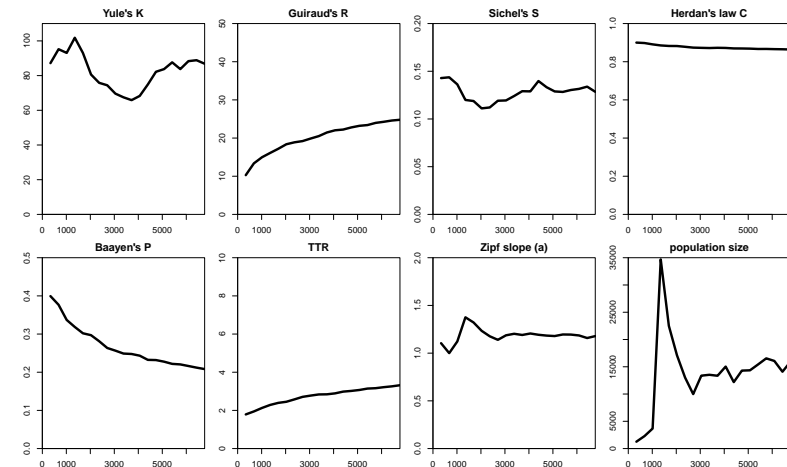 Yule's K
Guiraud's R
Sichel's S
Herdan's law C
0 20 40 60 80 100
0 10 20 30 40 50
0.00 0.05 0.10 0.15 0.20
0.0 0.2 0.4 0.6 0.8 1.0
0 1000 3000 5000
0 1000 3000 5000
0 1000 3000 5000
0 1000 3000 5000
Baayen's P
TTR
Zipf slope (a)
population size
0.0 0.1 0.2 0.3 0.4 0.5
0 2 4 6 8 10
0.0 0.5 1.0 1.5 2.0
0 5000 15000 25000 35000
0 1000 3000 5000
0 1000 3000 5000
0 1000 3000 5000
0 1000 3000 5000